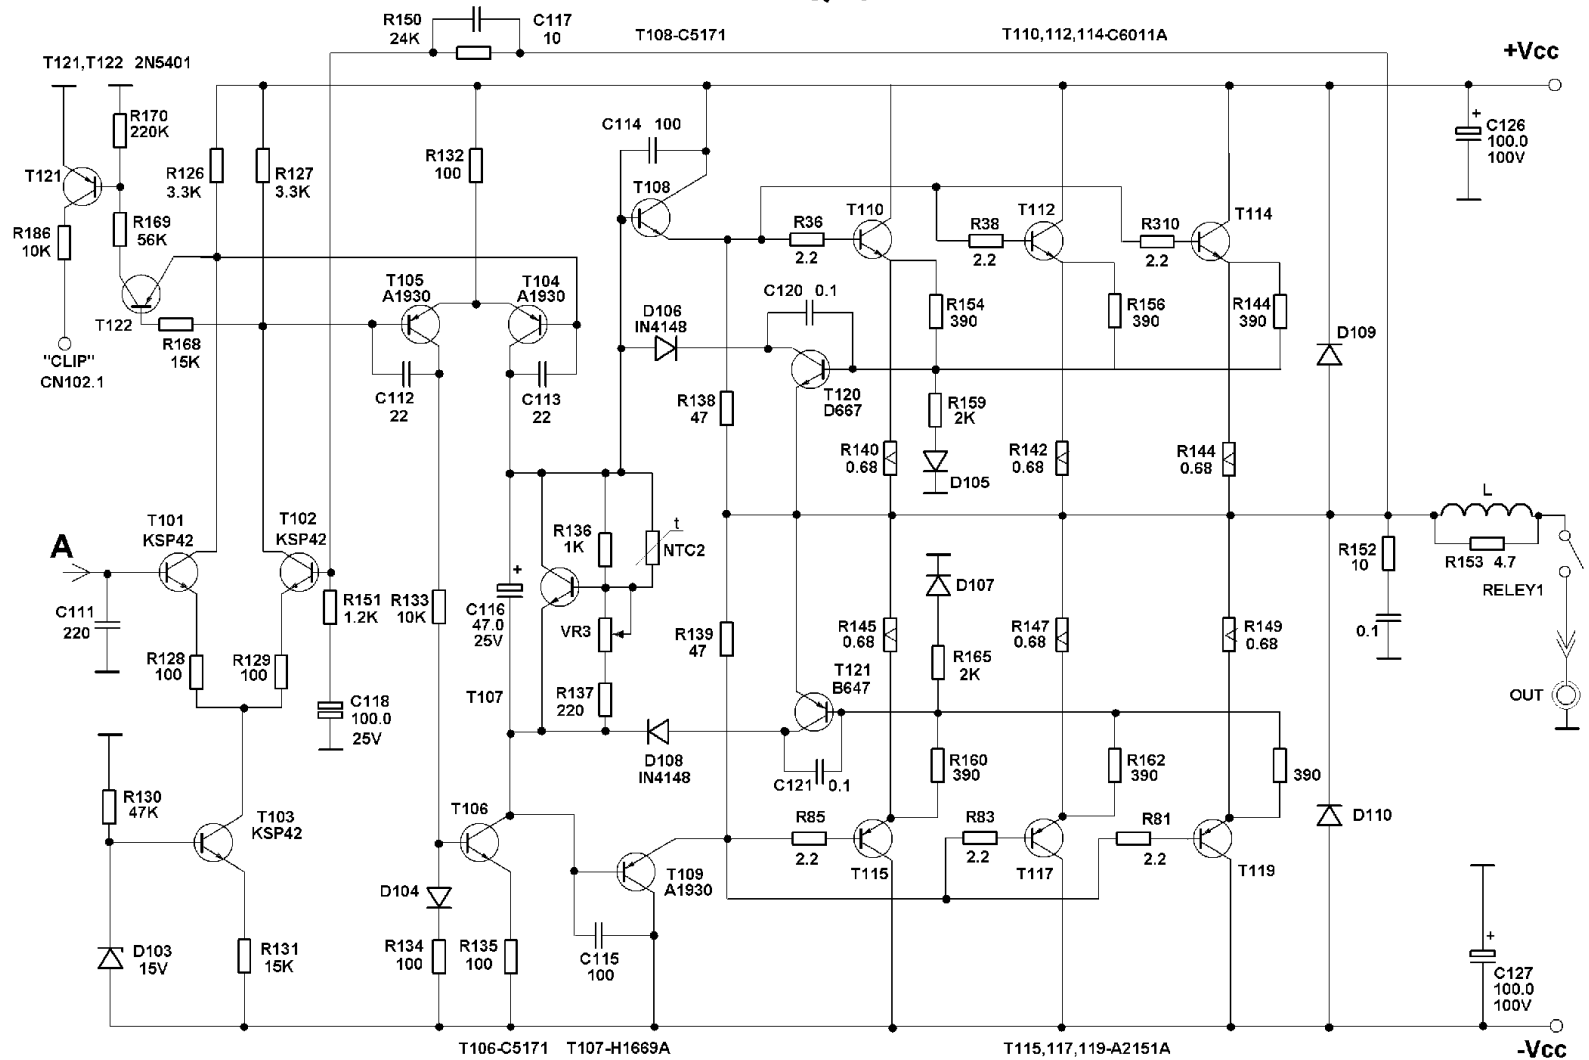 R150
24K
C117
10
T108-C5171
T110,112,114-C6011A
+Vcc
T121,T122 2N5401
R170
220K
C114 100
C126
100.0
100V
+
T121
R126
3.3K
R127
3.3K
R132
100
T108
R169
56K
R186
10K
R36
2.2
T110
R38
2.2
T112
R310
2.2
T114
T105
A1930
T104
A1930
C120 0.1
D106
IN4148
R154
390
R156
390
R144
390
T122
R168
15K
"CLIP"
CN102.1
D109
C112
22
C113
22
R138
47
T120
D667
R159
2K
R140
0.68
R142
0.68
R144
0.68
D105
L
T101
KSP42
T102
KSP42
A
R136
1K
t
NTC2
R152
10
R153 4.7
RELEY1
D107
C111
220
R151
1.2K
R133
10K
+
C116
47.0
25V
VR3
R139
47
R145
0.68
R147
0.68
R149
0.68
0.1
R128
100
R129
100
T121
B647
R165
2K
T107
R137
220
OUT
C118
100.0
25V
D108
IN4148
C121 0.1
R160
390
R162
390
390
R130
47K
T103
KSP42
T106
R85
2.2
T115
R83
2.2
T117
R81
2.2
T119
D110
D104
T109
A1930
D103
15V
R131
15K
R134
100
R135
100
C115
100
+
C127
100.0
100V
T106-C5171 T107-H1669A
T115,117,119-A2151A
-Vcc